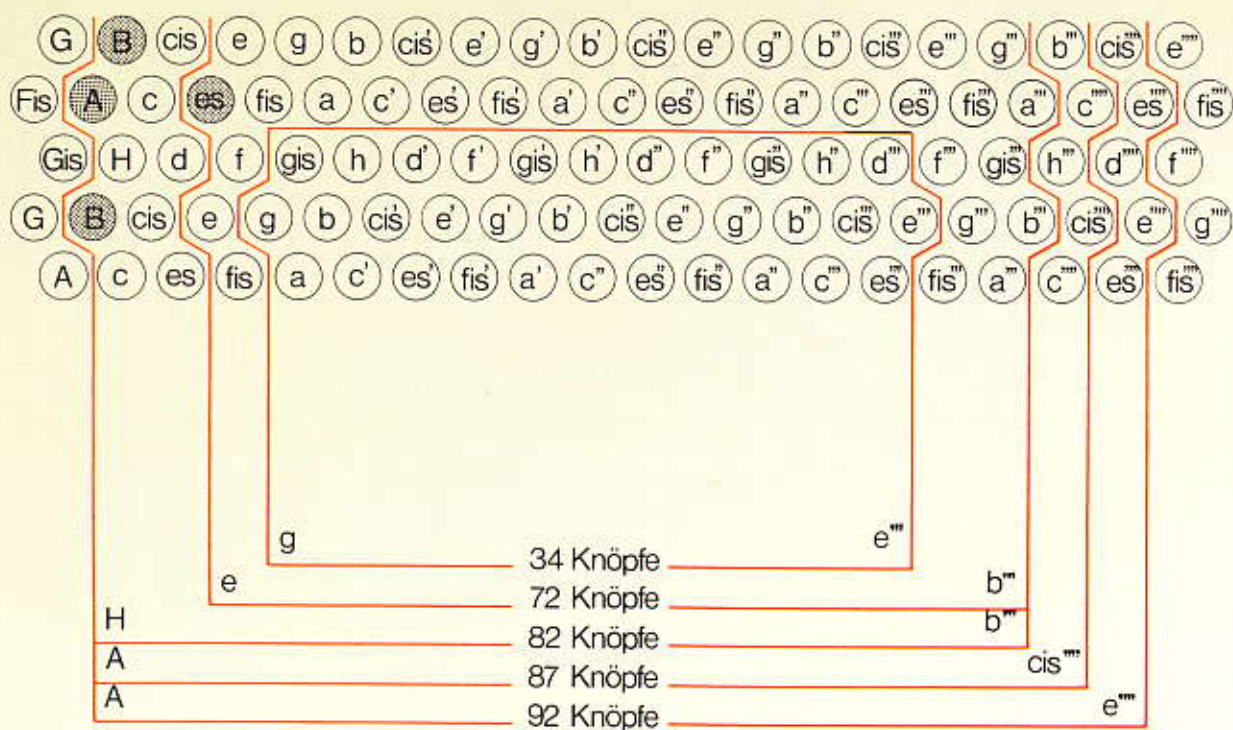 G B cis e g b cis' e' g' b' cis'' e'' g'' b'' cis''' e''' g''' b''' cis'''' e''''
Fis A c es fis a c' es' fis' a' c'' es'' fis'' a'' c''' es''' fis''' a''' c'''' es'''' fis''''
Gis H d f gis h d' f' gis' h' d'' f'' gis'' h'' d''' f''' gis''' h''' d'''' f''''
G B cis e g b cis' e' g' b' cis'' e'' g'' b'' cis''' e''' g''' b''' cis'''' e'''' g''''
A c es fis a c' es' fis' a' c'' es'' fis'' a'' c''' es''' fis''' a''' c'''' es'''' fis''''
g e'''
34 Knöpfe
e b'''
72 Knöpfe
H b'''
82 Knöpfe
A cis''''
87 Knöpfe
A e''''
92 Knöpfe